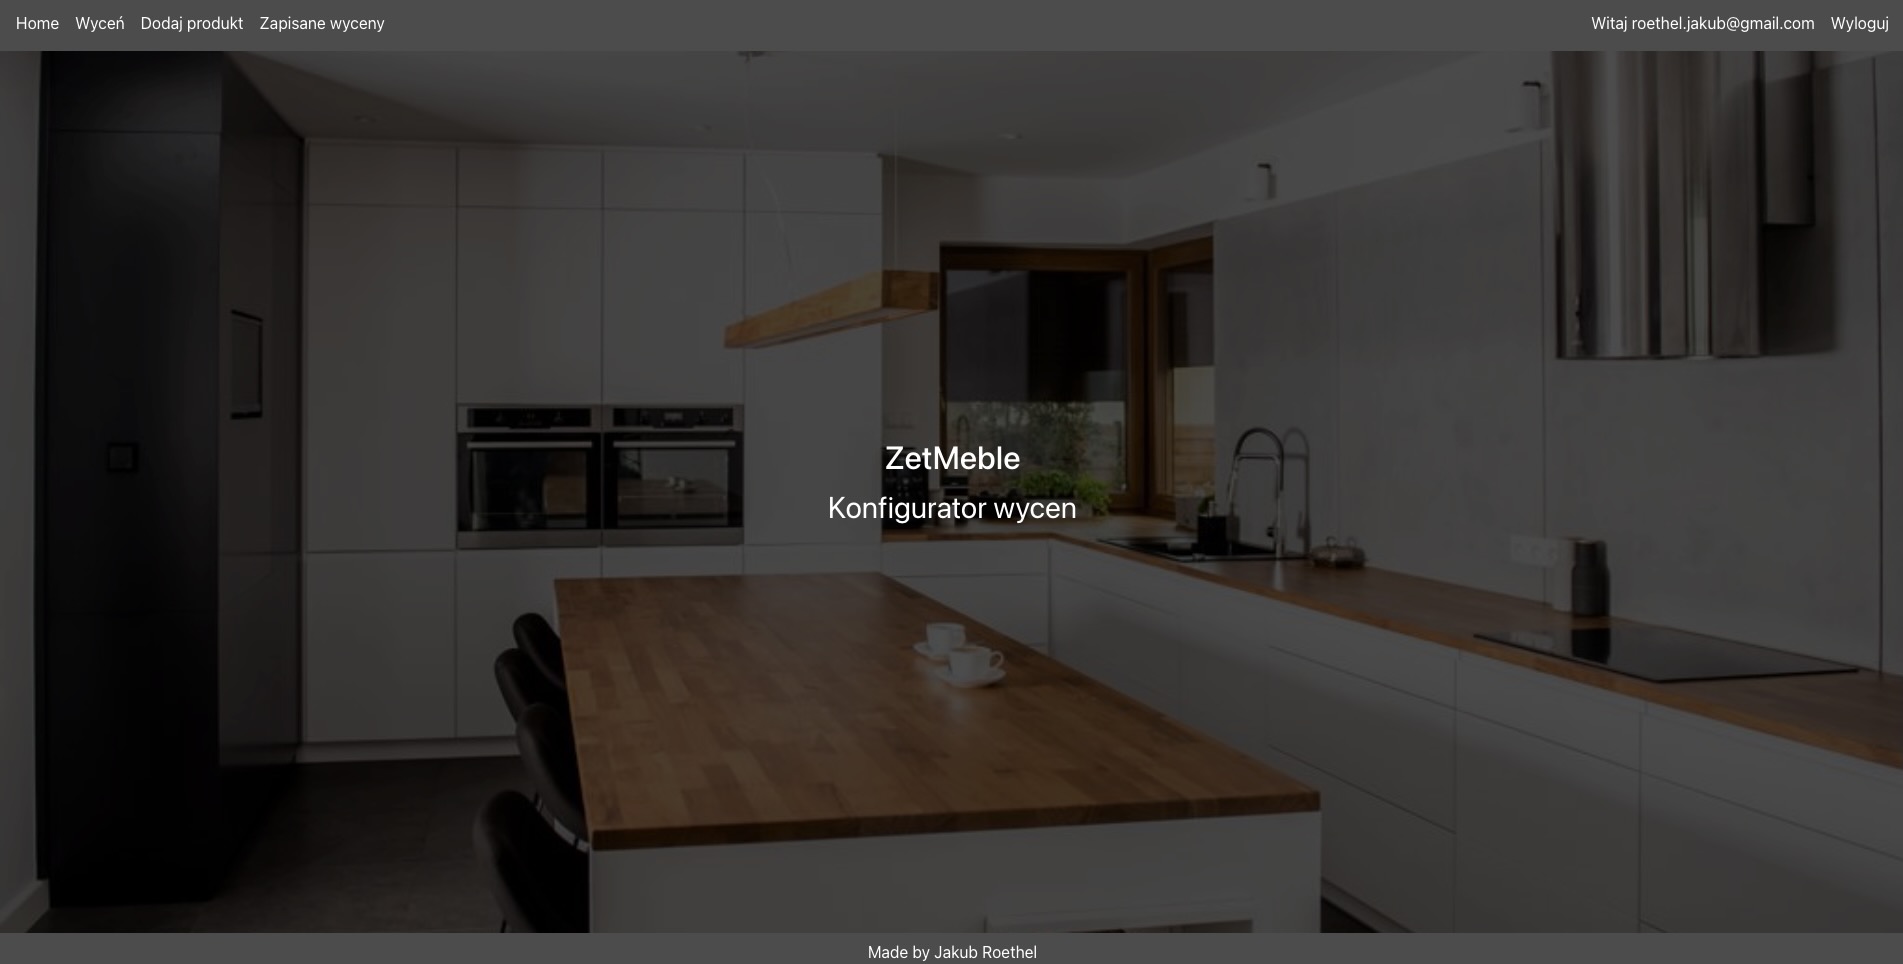 Home Wyceń Dodaj produkt Zapisane wyceny Witaj roethel.jakub@gmail.com Wyloguj
ZetMeble
Konfigurator wycen
Made by Jakub Roethel